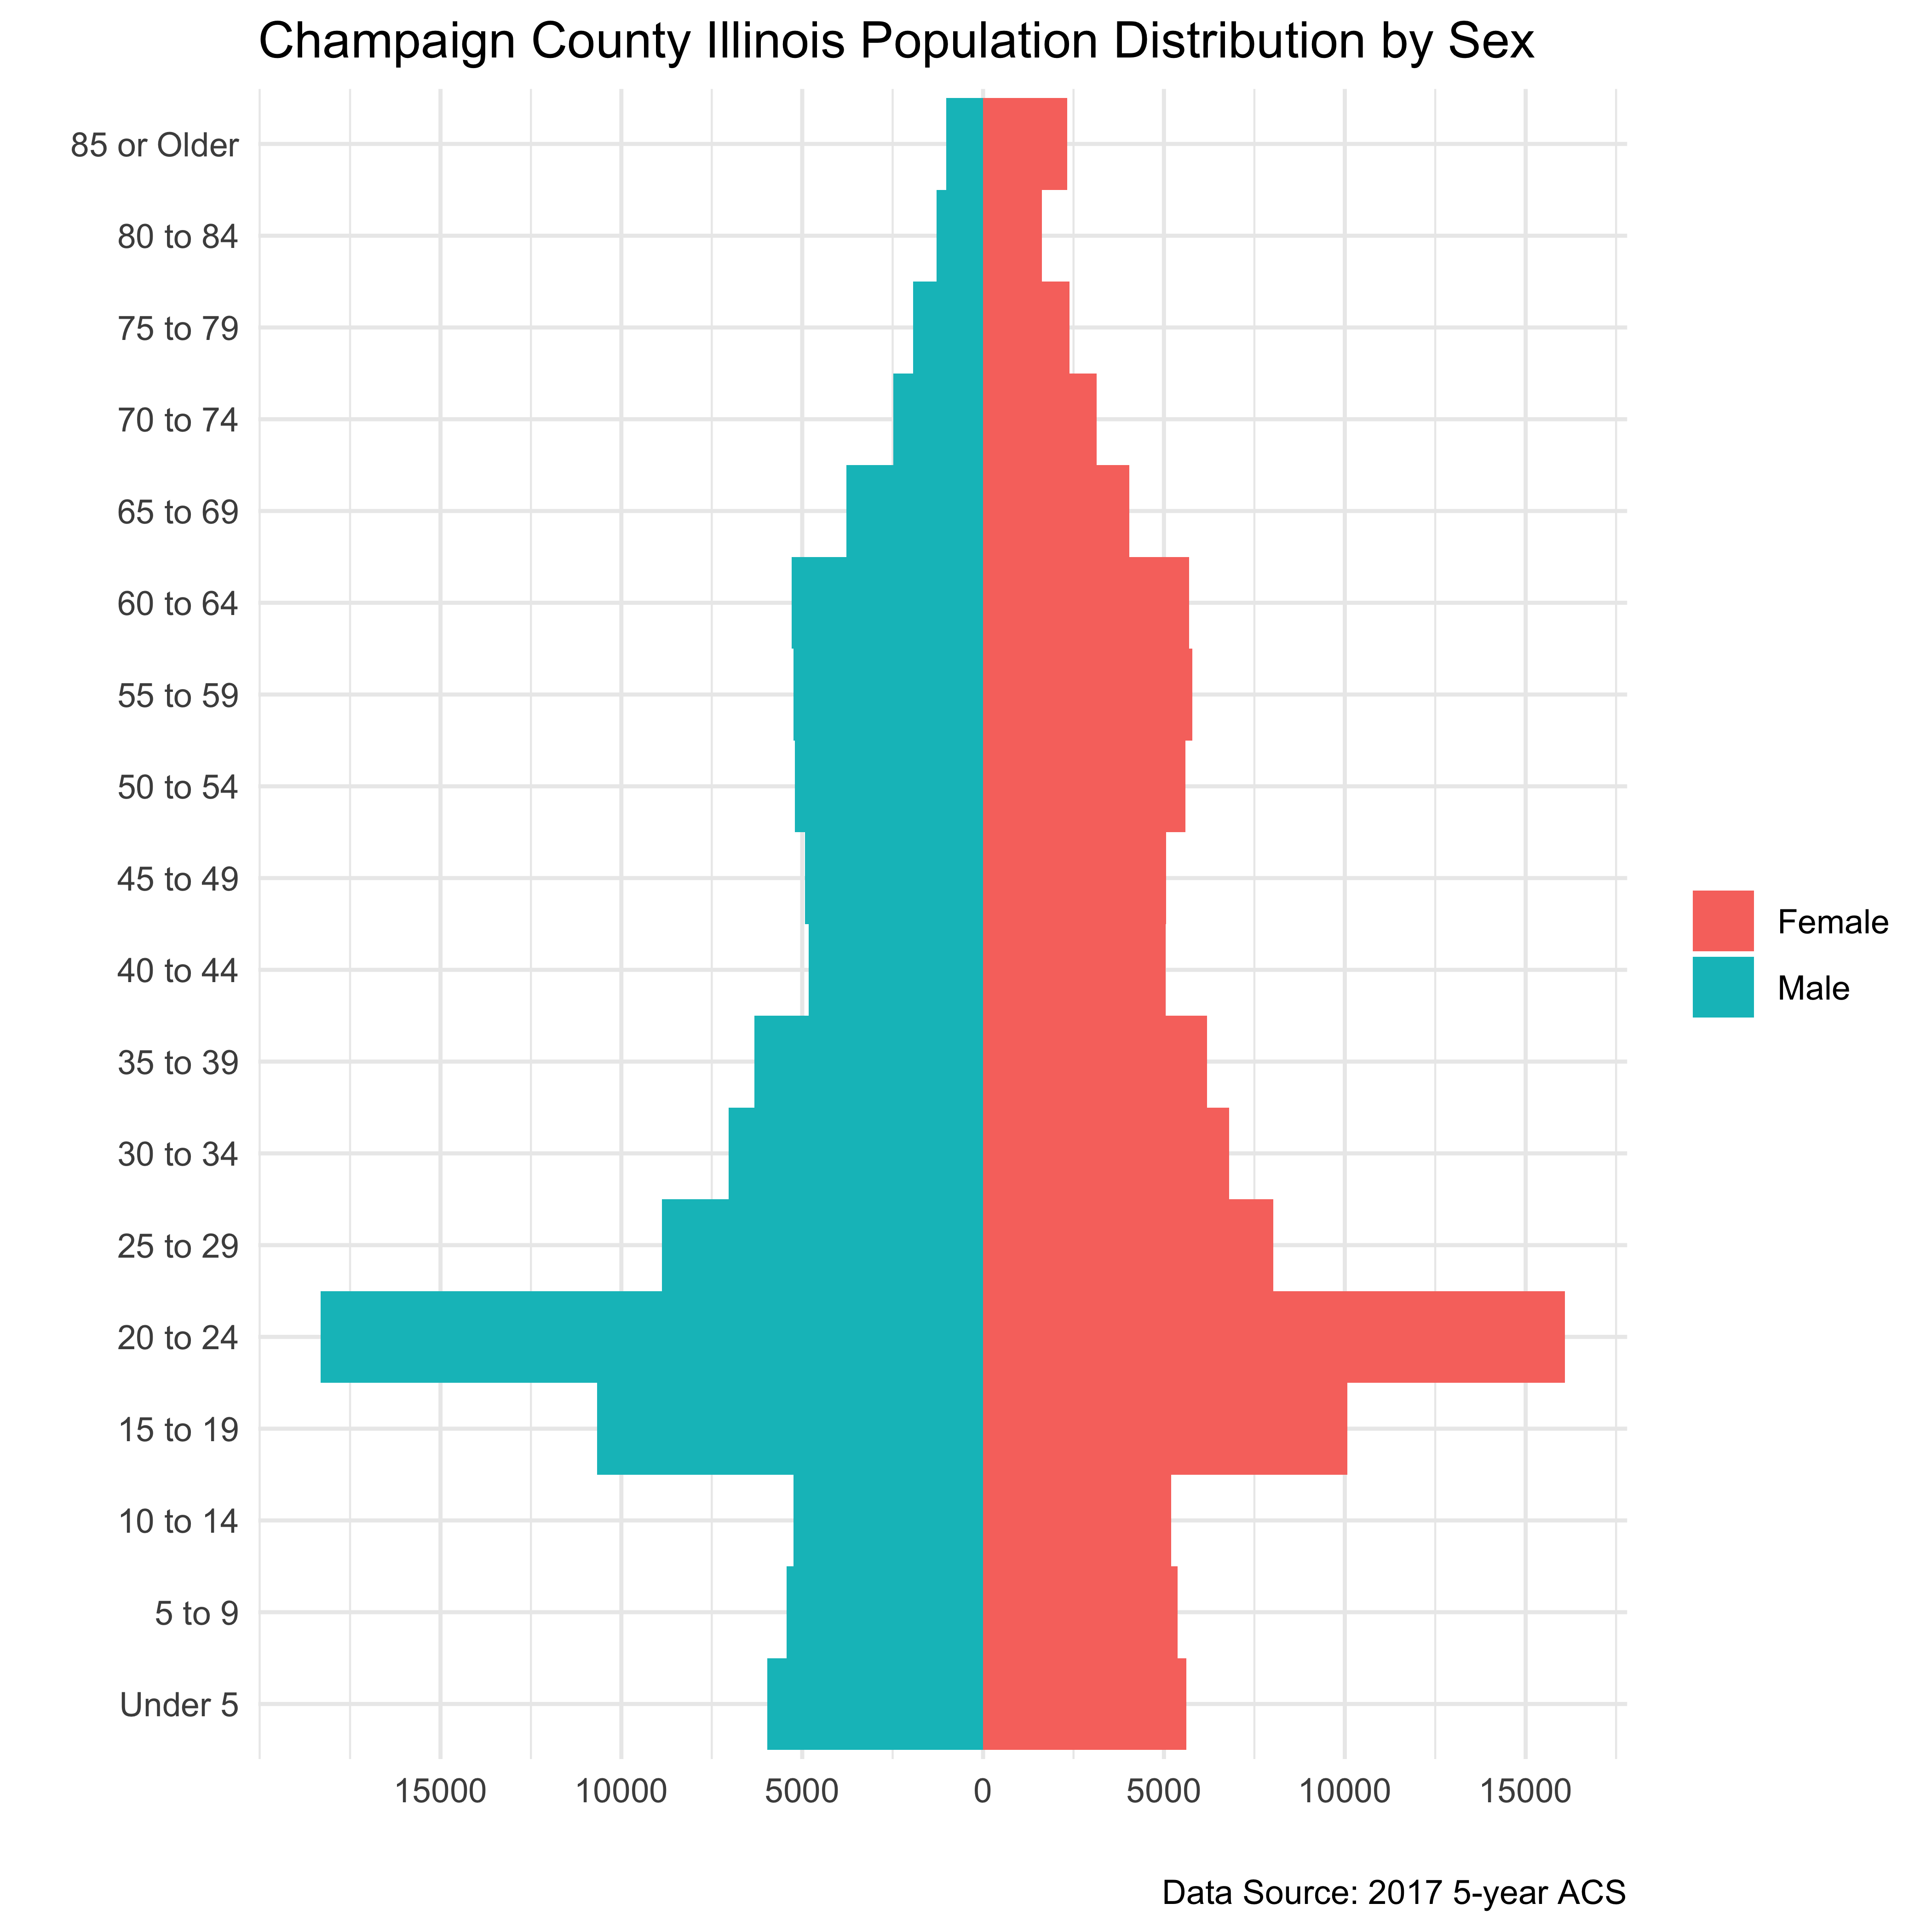 Champaign County Illinois Population Distribution by Sex
85 or Older
80 to 84
75 to 79
70 to 74
65 to 69
60 to 64
55 to 59
50 to 54
45 to 49
40 to 44
35 to 39
30 to 34
25 to 29
20 to 24
15 to 19
10 to 14
5 to 9
Under 5
15000 10000 5000 0 5000 10000 15000
Female
Male
Data Source: 2017 5-year ACS